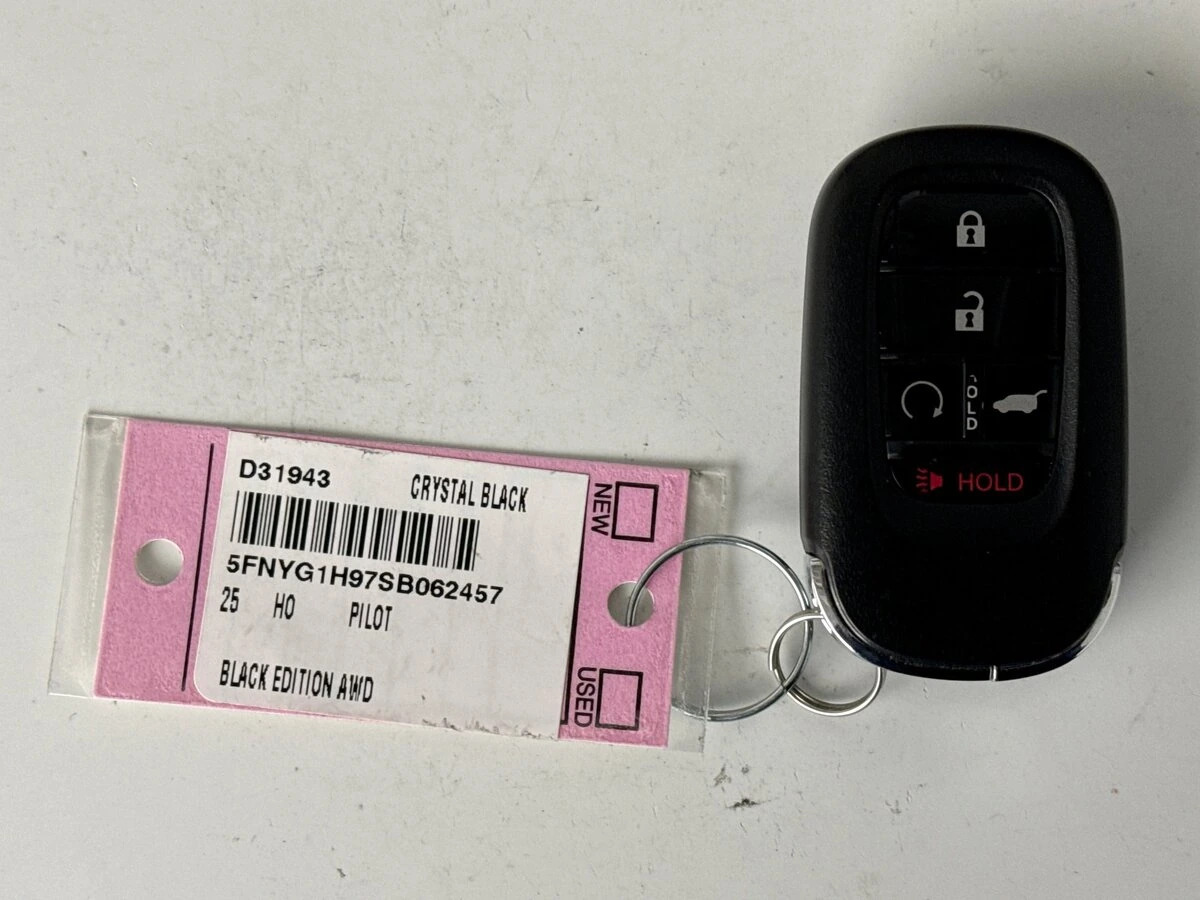 D31943 CRYSTAL BLACK
5FNYG1H97SB062457
25 HO PILOT
BLACK EDITION AWD
NEW
USED
HOLD
HOLD